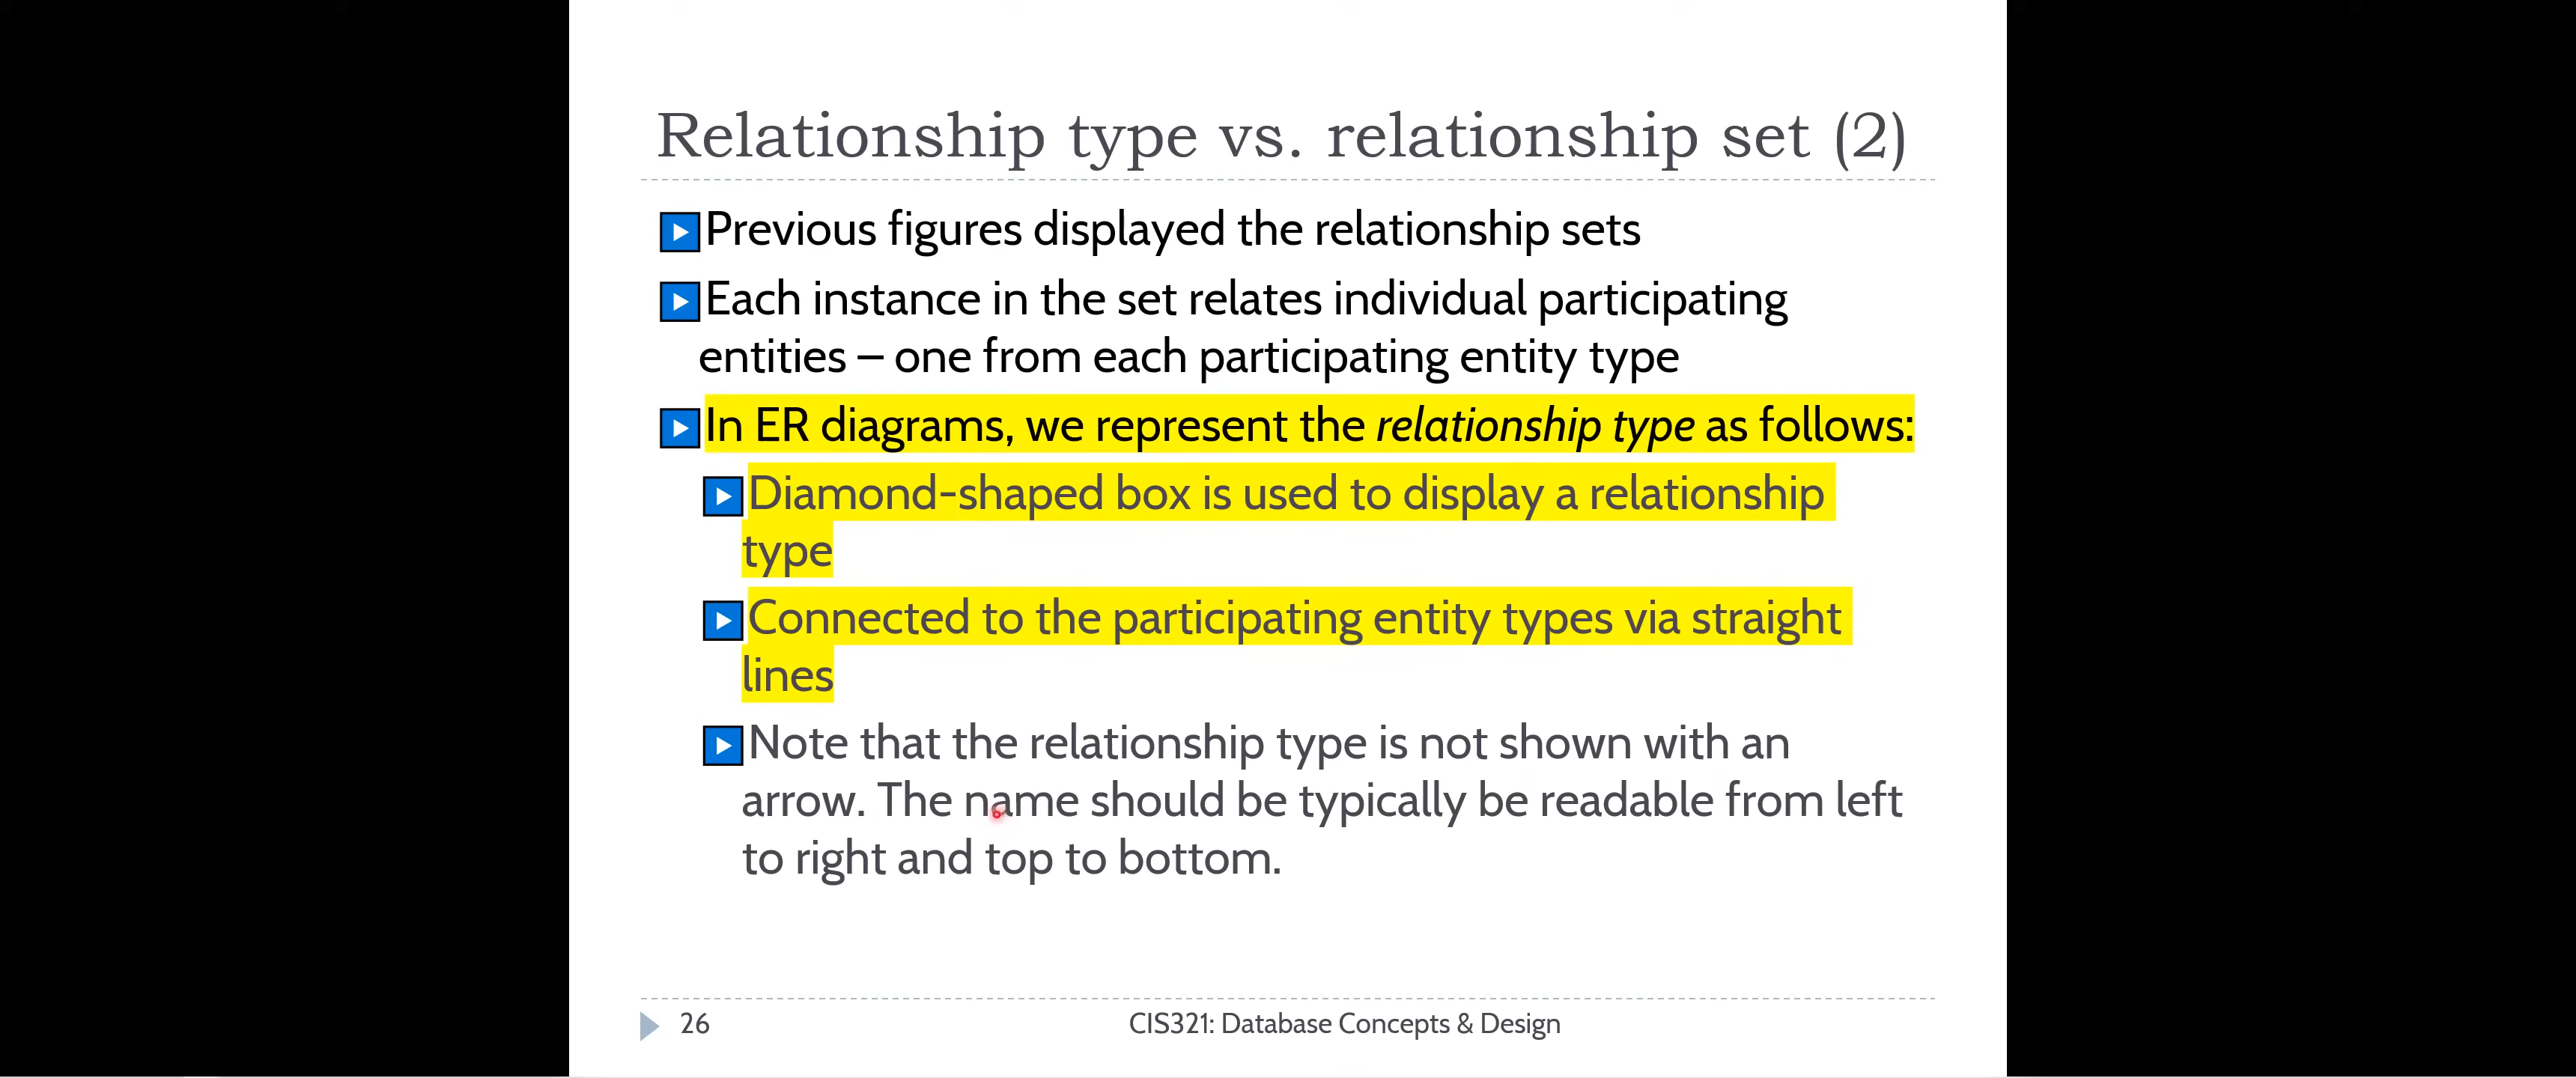 Relationship type vs. relationship set (2)
Previous figures displayed the relationship sets
Each instance in the set relates individual participating
entities – one from each participating entity type
In ER diagrams, we represent the relationship type as follows:
Diamond-shaped box is used to display a relationship
type
Connected to the participating entity types via straight
lines
Note that the relationship type is not shown with an
arrow. The name should be typically be readable from left
to right and top to bottom.
26
CIS321: Database Concepts & Design